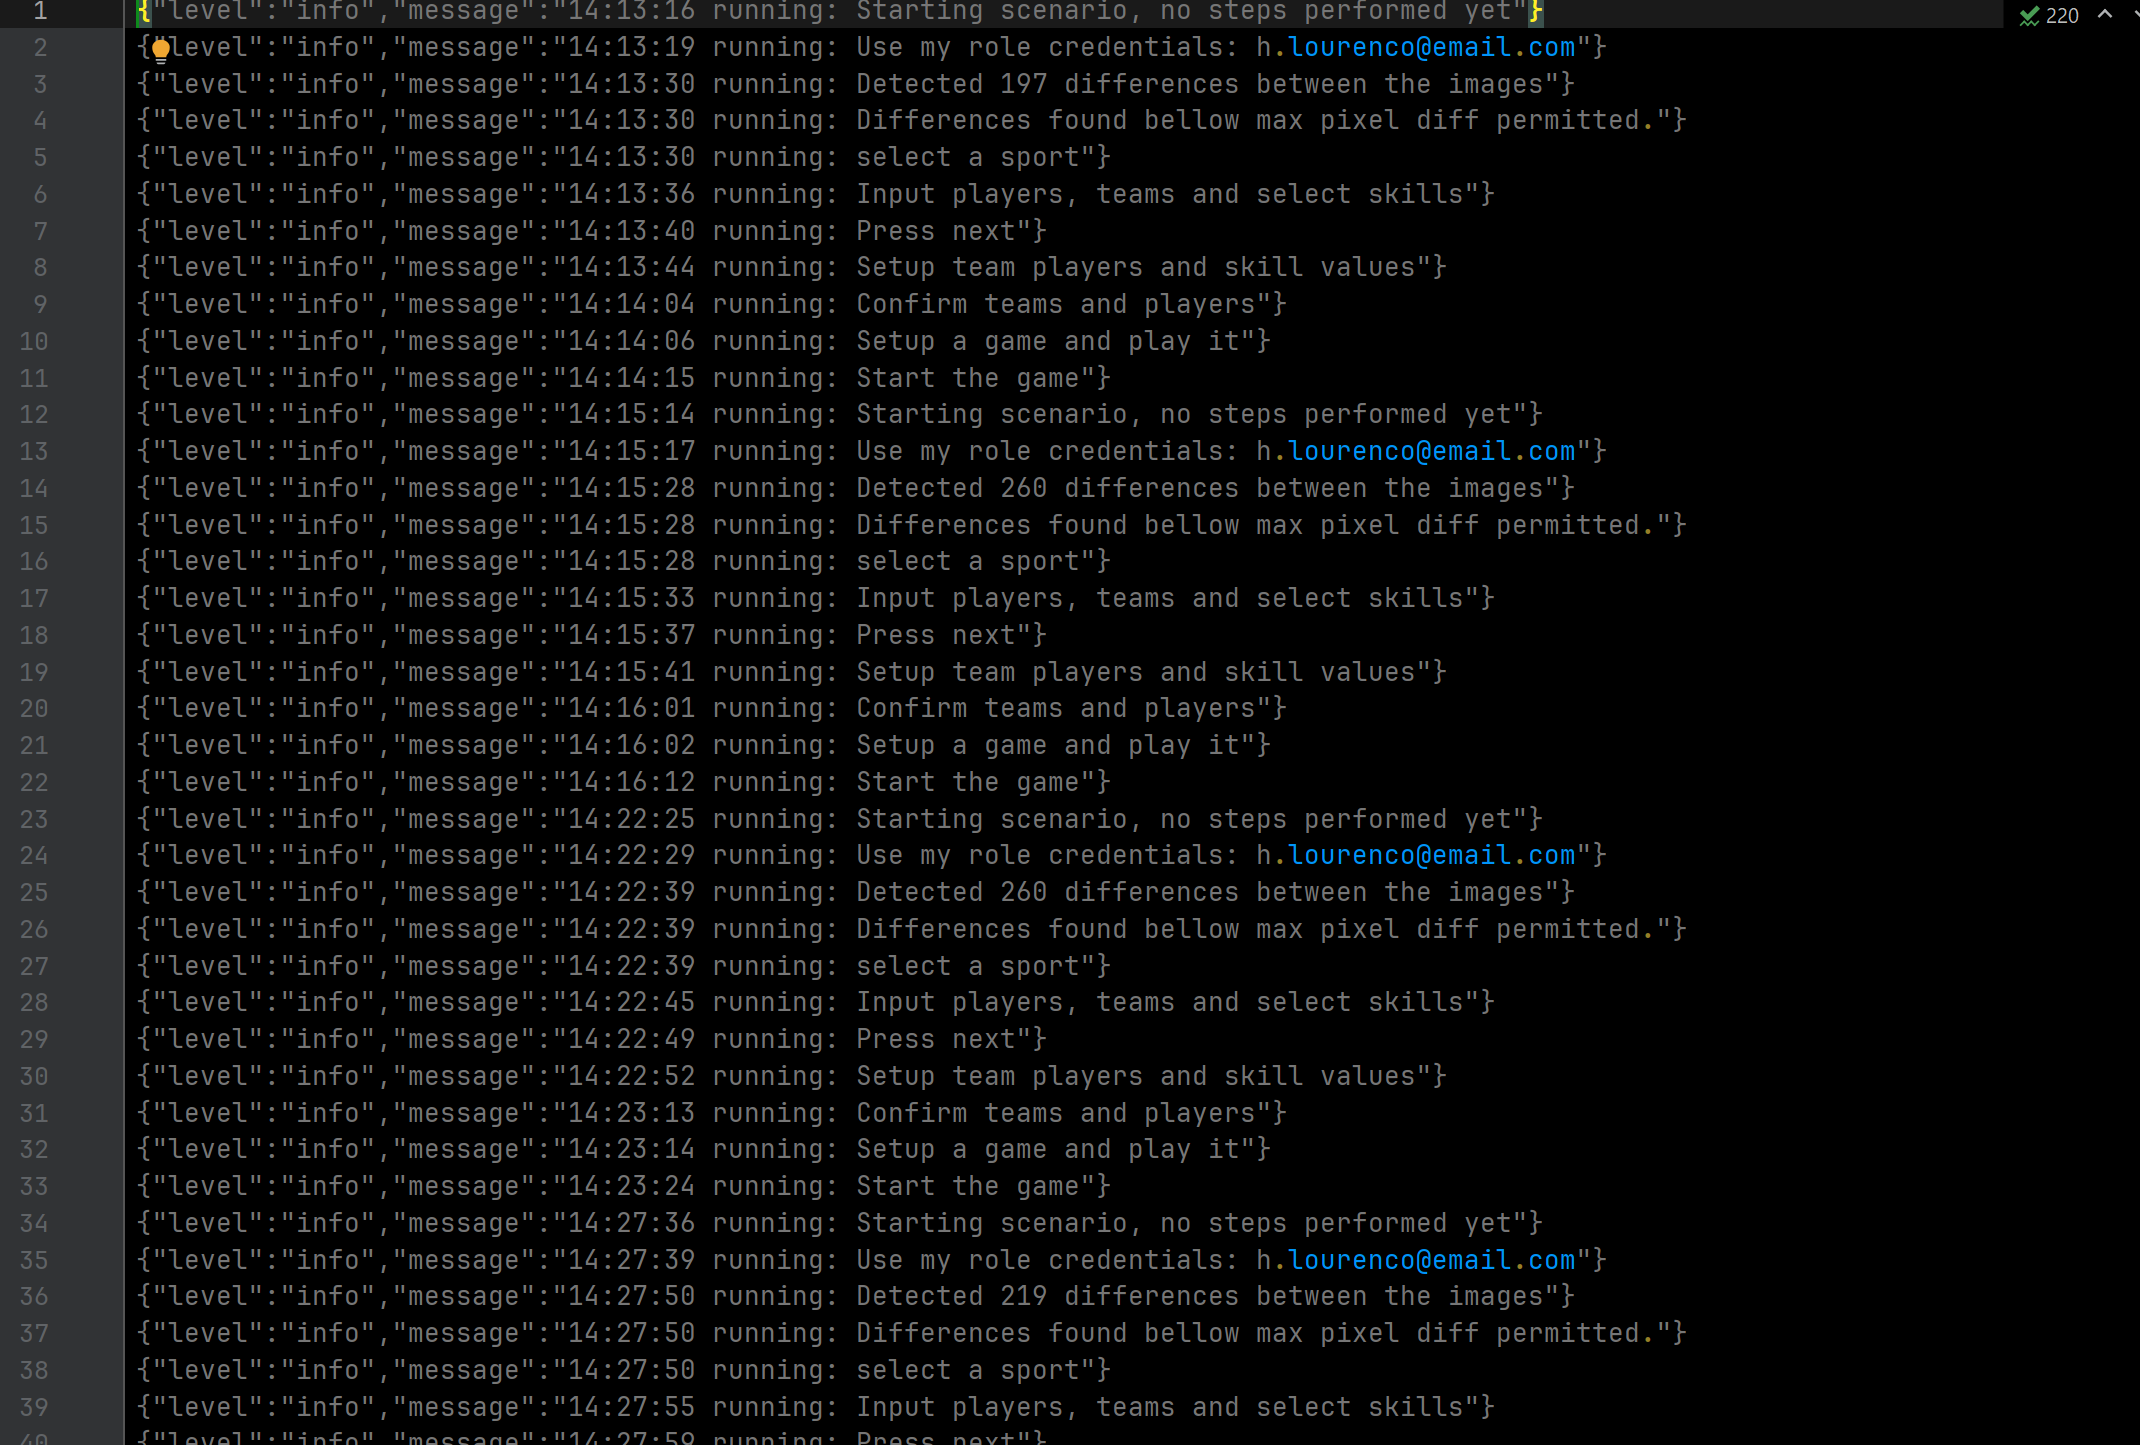 1 {"level":"info","message":"14:13:16 running: Starting scenario, no steps performed yet"} 220
2 {"level":"info","message":"14:13:19 running: Use my role credentials: h.lourenco@email.com"}
3 {"level":"info","message":"14:13:30 running: Detected 197 differences between the images"}
4 {"level":"info","message":"14:13:30 running: Differences found bellow max pixel diff permitted."}
5 {"level":"info","message":"14:13:30 running: select a sport"}
6 {"level":"info","message":"14:13:36 running: Input players, teams and select skills"}
7 {"level":"info","message":"14:13:40 running: Press next"}
8 {"level":"info","message":"14:13:44 running: Setup team players and skill values"}
9 {"level":"info","message":"14:14:04 running: Confirm teams and players"}
10 {"level":"info","message":"14:14:06 running: Setup a game and play it"}
11 {"level":"info","message":"14:14:15 running: Start the game"}
12 {"level":"info","message":"14:15:14 running: Starting scenario, no steps performed yet"}
13 {"level":"info","message":"14:15:17 running: Use my role credentials: h.lourenco@email.com"}
14 {"level":"info","message":"14:15:28 running: Detected 260 differences between the images"}
15 {"level":"info","message":"14:15:28 running: Differences found bellow max pixel diff permitted."}
16 {"level":"info","message":"14:15:28 running: select a sport"}
17 {"level":"info","message":"14:15:33 running: Input players, teams and select skills"}
18 {"level":"info","message":"14:15:37 running: Press next"}
19 {"level":"info","message":"14:15:41 running: Setup team players and skill values"}
20 {"level":"info","message":"14:16:01 running: Confirm teams and players"}
21 {"level":"info","message":"14:16:02 running: Setup a game and play it"}
22 {"level":"info","message":"14:16:12 running: Start the game"}
23 {"level":"info","message":"14:22:25 running: Starting scenario, no steps performed yet"}
24 {"level":"info","message":"14:22:29 running: Use my role credentials: h.lourenco@email.com"}
25 {"level":"info","message":"14:22:39 running: Detected 260 differences between the images"}
26 {"level":"info","message":"14:22:39 running: Differences found bellow max pixel diff permitted."}
27 {"level":"info","message":"14:22:39 running: select a sport"}
28 {"level":"info","message":"14:22:45 running: Input players, teams and select skills"}
29 {"level":"info","message":"14:22:49 running: Press next"}
30 {"level":"info","message":"14:22:52 running: Setup team players and skill values"}
31 {"level":"info","message":"14:23:13 running: Confirm teams and players"}
32 {"level":"info","message":"14:23:14 running: Setup a game and play it"}
33 {"level":"info","message":"14:23:24 running: Start the game"}
34 {"level":"info","message":"14:27:36 running: Starting scenario, no steps performed yet"}
35 {"level":"info","message":"14:27:39 running: Use my role credentials: h.lourenco@email.com"}
36 {"level":"info","message":"14:27:50 running: Detected 219 differences between the images"}
37 {"level":"info","message":"14:27:50 running: Differences found bellow max pixel diff permitted."}
38 {"level":"info","message":"14:27:50 running: select a sport"}
39 {"level":"info","message":"14:27:55 running: Input players, teams and select skills"}
40 {"level":"info","message":"14:27:59 running: Press next"}